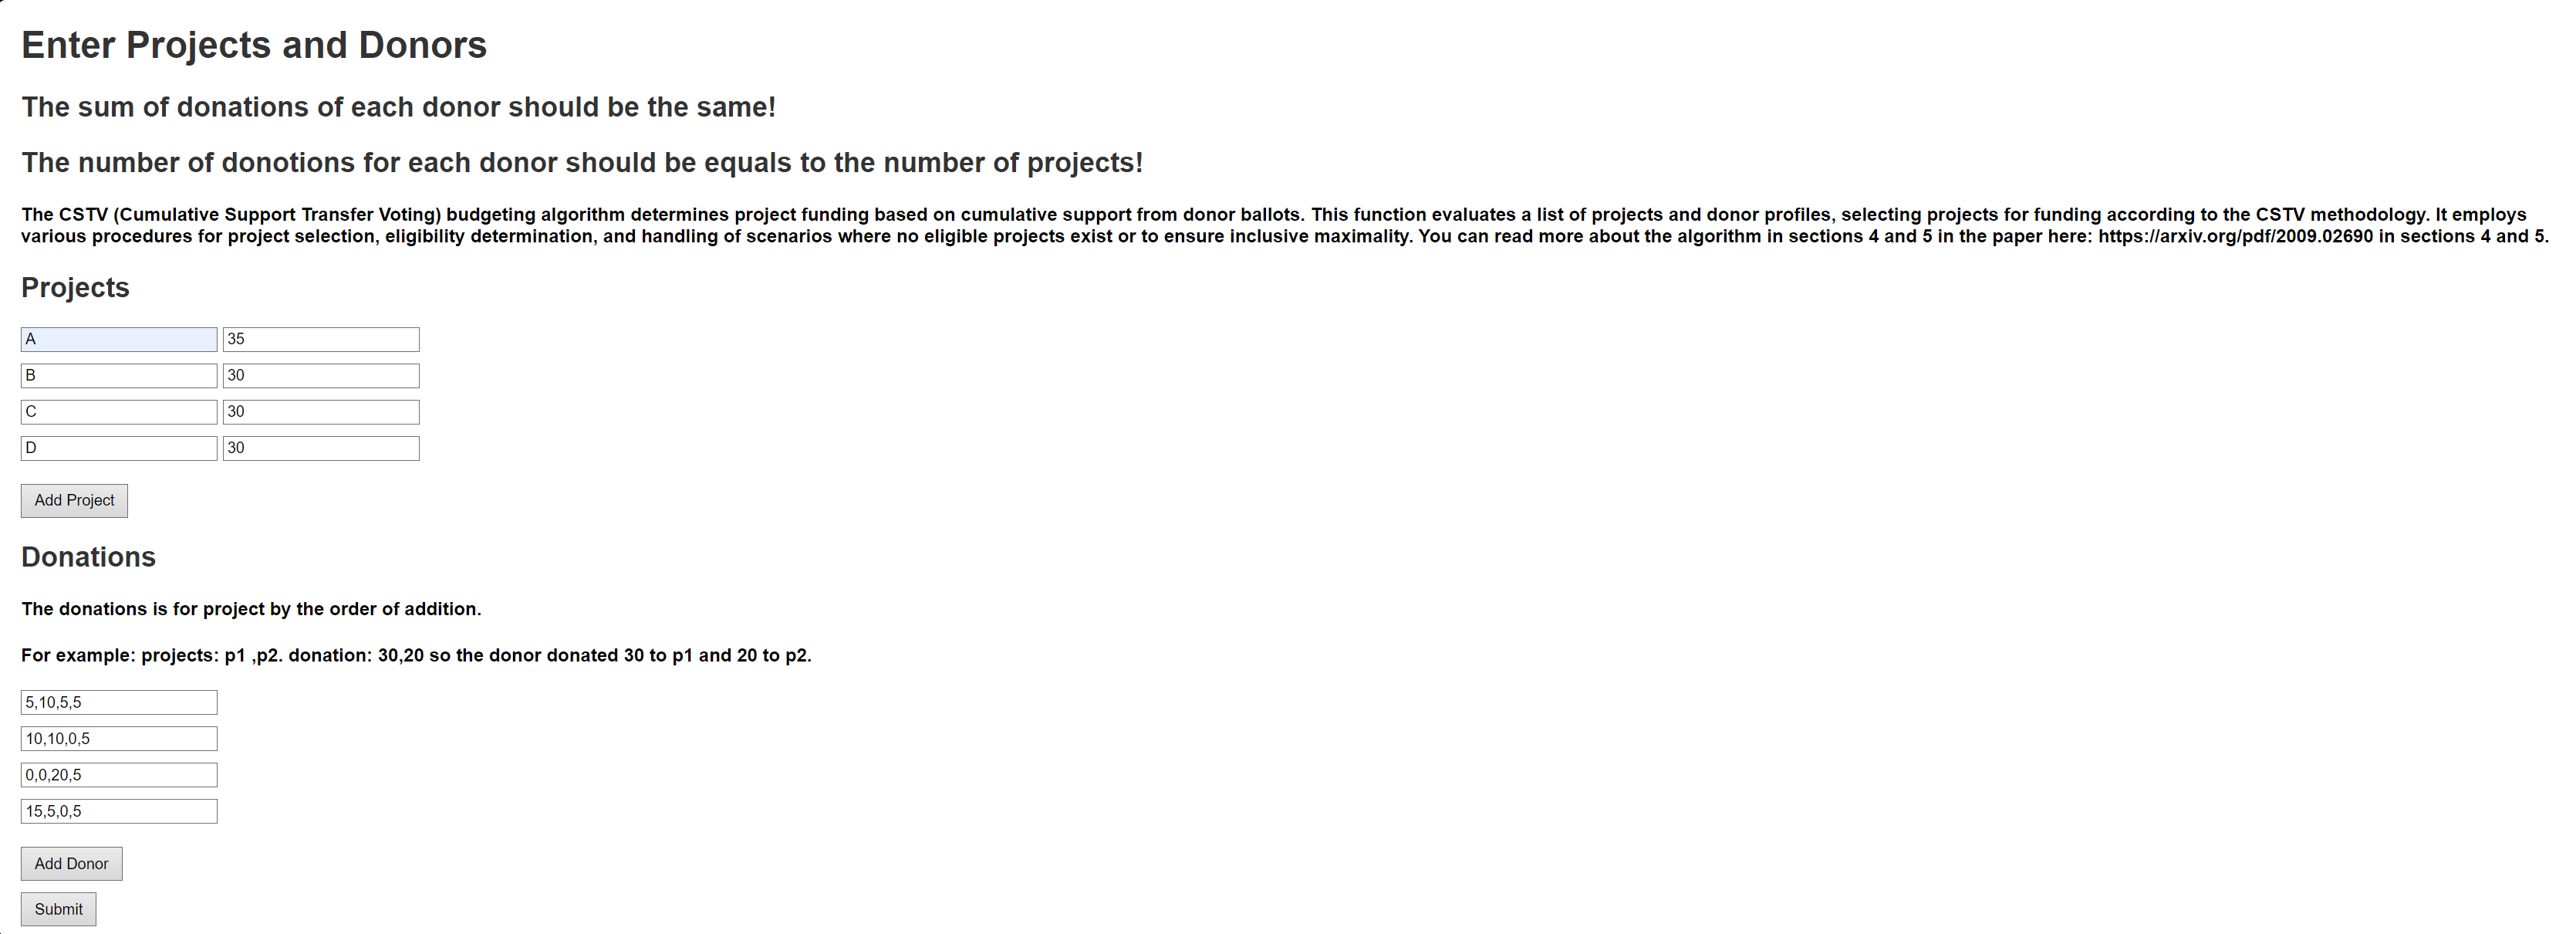 Enter Projects and Donors
The sum of donations of each donor should be the same!
The number of donotions for each donor should be equals to the number of projects!
The CSTV (Cumulative Support Transfer Voting) budgeting algorithm determines project funding based on cumulative support from donor ballots. This function evaluates a list of projects and donor profiles, selecting projects for funding according to the CSTV methodology. It employs
various procedures for project selection, eligibility determination, and handling of scenarios where no eligible projects exist or to ensure inclusive maximality. You can read more about the algorithm in sections 4 and 5 in the paper here: https://arxiv.org/pdf/2009.02690 in sections 4 and 5.
Projects
A 35
B 30
C 30
D 30
Add Project
Donations
The donations is for project by the order of addition.
For example: projects: p1 ,p2. donation: 30,20 so the donor donated 30 to p1 and 20 to p2.
5,10,5,5
10,10,0,5
0,0,20,5
15,5,0,5
Add Donor
Submit